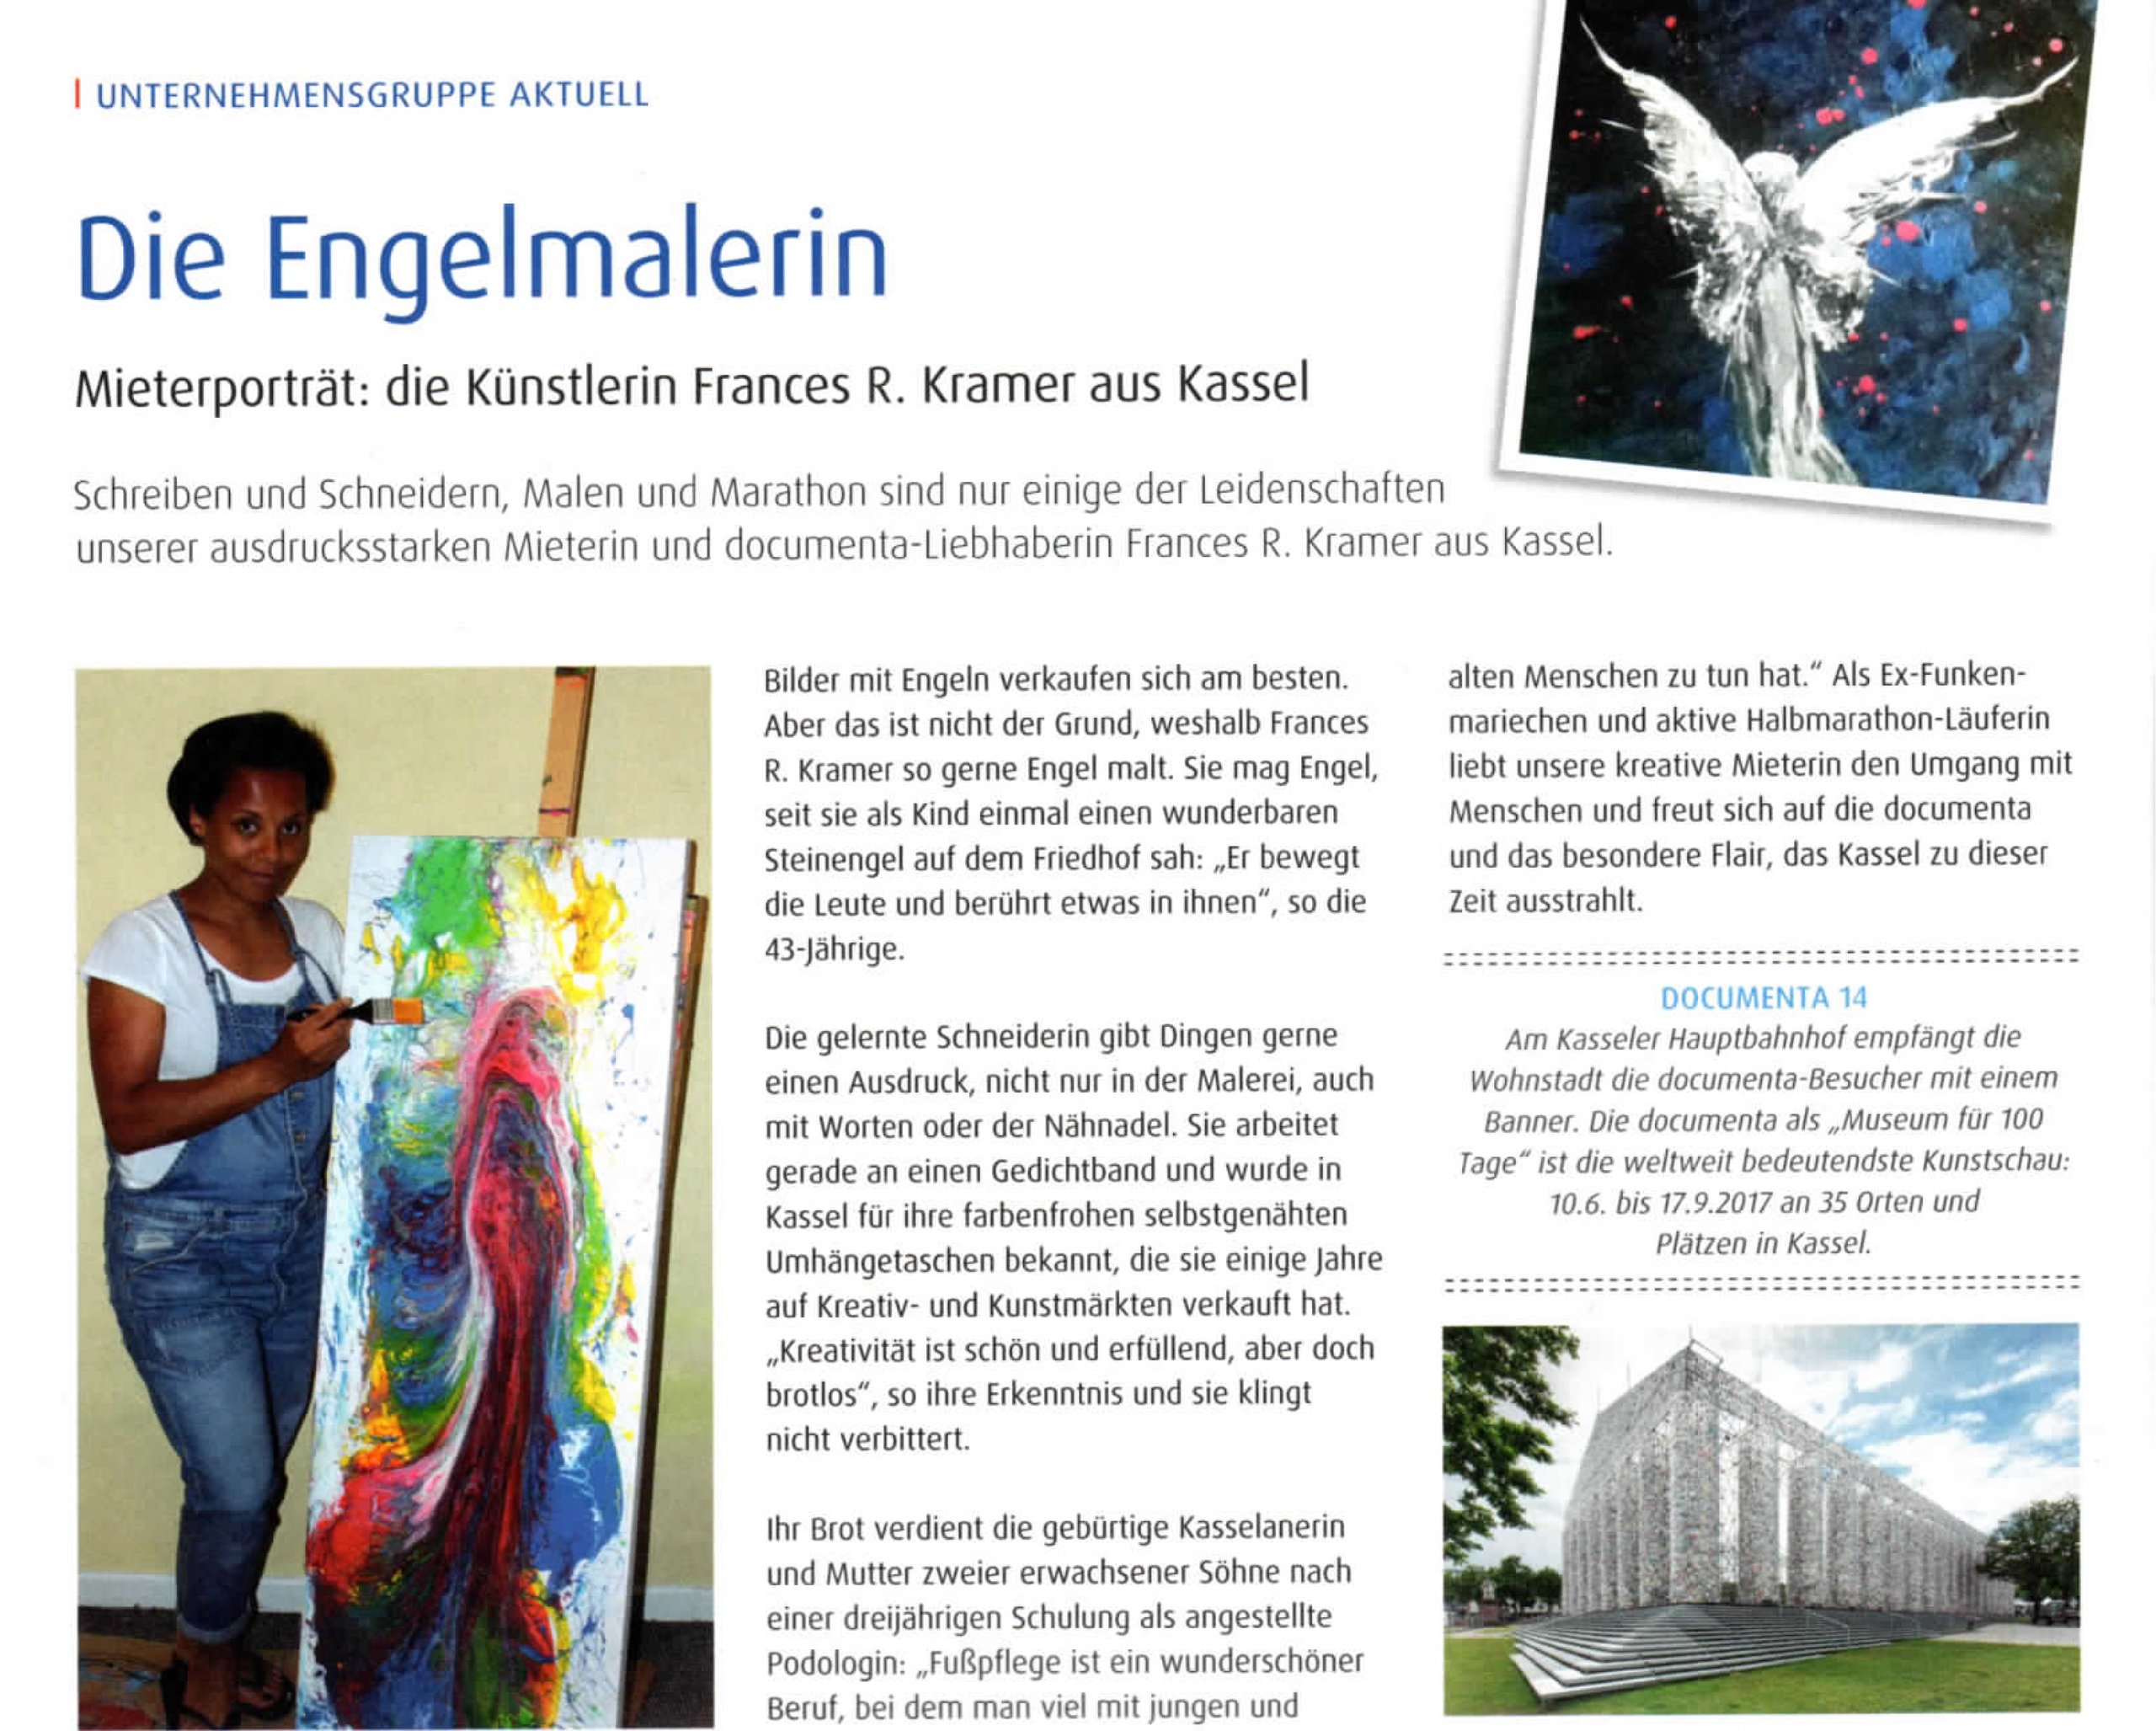 UNTERNEHMENSGRUPPE AKTUELL
Die Engelmalerin
Mieterporträt: die Künstlerin Frances R. Kramer aus Kassel
Schreiben und Schneidern, Malen und Marathon sind nur einige der Leidenschaften
unserer ausdrucksstarken Mieterin und documenta-Liebhaberin Frances R. Kramer aus Kassel.
Bilder mit Engeln verkaufen sich am besten.
Aber das ist nicht der Grund, weshalb Frances
R. Kramer so gerne Engel malt. Sie mag Engel,
seit sie als Kind einmal einen wunderbaren
Steinengel auf dem Friedhof sah: „Er bewegt
die Leute und berührt etwas in ihnen“, so die
43-Jährige.
Die gelernte Schneiderin gibt Dingen gerne
einen Ausdruck, nicht nur in der Malerei, auch
mit Worten oder der Nähnadel. Sie arbeitet
gerade an einen Gedichtband und wurde in
Kassel für ihre farbenfrohen selbstgenähten
Umhängetaschen bekannt, die sie einige Jahre
auf Kreativ- und Kunstmärkten verkauft hat.
„Kreativität ist schön und erfüllend, aber doch
brotlos“, so ihre Erkenntnis und sie klingt
nicht verbittert.
Ihr Brot verdient die gebürtige Kasselanerin
und Mutter zweier erwachsener Söhne nach
einer dreijährigen Schulung als angestellte
Podologin: „Fußpflege ist ein wunderschöner
Beruf, bei dem man viel mit jungen und
alten Menschen zu tun hat.“ Als Ex-Funken-
mariechen und aktive Halbmarathon-Läuferin
liebt unsere kreative Mieterin den Umgang mit
Menschen und freut sich auf die documenta
und das besondere Flair, das Kassel zu dieser
Zeit ausstrahlt.
DOCUMENTA 14
Am Kasseler Hauptbahnhof empfängt die
Wohnstadt die documenta-Besucher mit einem
Banner. Die documenta als „Museum für 100
Tage“ ist die weltweit bedeutendste Kunstschau:
10.6. bis 17.9.2017 an 35 Orten und
Plätzen in Kassel.